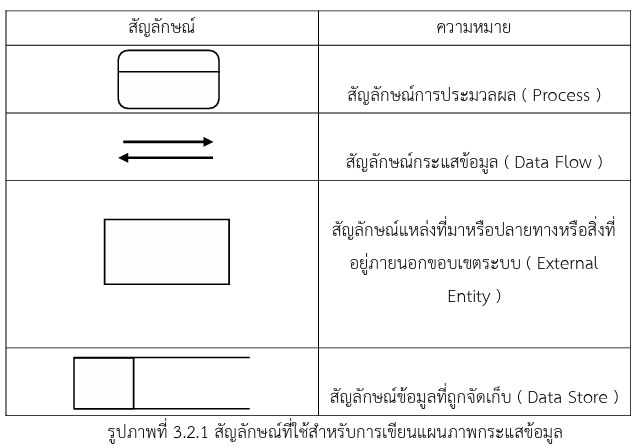 สัญลักษณ์
ความหมาย
สัญลักษณ์การประมวลผล ( Process )
สัญลักษณ์กระแสข้อมูล ( Data Flow )
สัญลักษณ์แหล่งที่มาหรือปลายทางหรือสิ่งที่
อยู่ภายนอกขอบเขตระบบ ( External
Entity )
สัญลักษณ์ข้อมูลที่ถูกจัดเก็บ ( Data Store )
รูปภาพที่ 3.2.1 สัญลักษณ์ที่ใช้สำหรับการเขียนแผนภาพกระแสข้อมูล